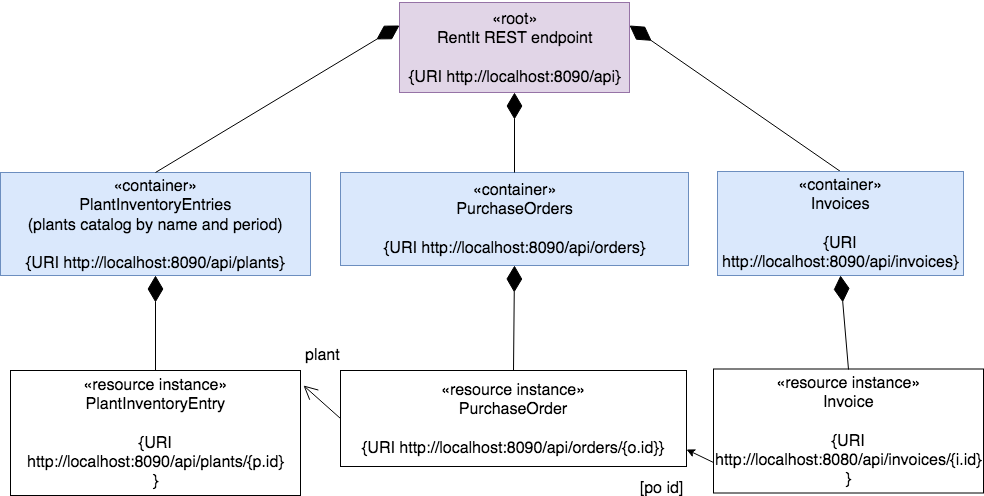 «root»
RentIt REST endpoint
{URI http://localhost:8090/api}
«container»
PlantInventoryEntries
(plants catalog by name and period)
{URI http://localhost:8090/api/plants}
«container»
PurchaseOrders
{URI http://localhost:8090/api/orders}
«container»
Invoices
{URI
http://localhost:8090/api/invoices}
plant
«resource instance»
PlantInventoryEntry
{URI
http://localhost:8090/api/plants/{p.id}
}
«resource instance»
PurchaseOrder
{URI http://localhost:8090/api/orders/{o.id}}
«resource instance»
Invoice
{URI
http://localhost:8080/api/invoices/{i.id}
}
[po id]